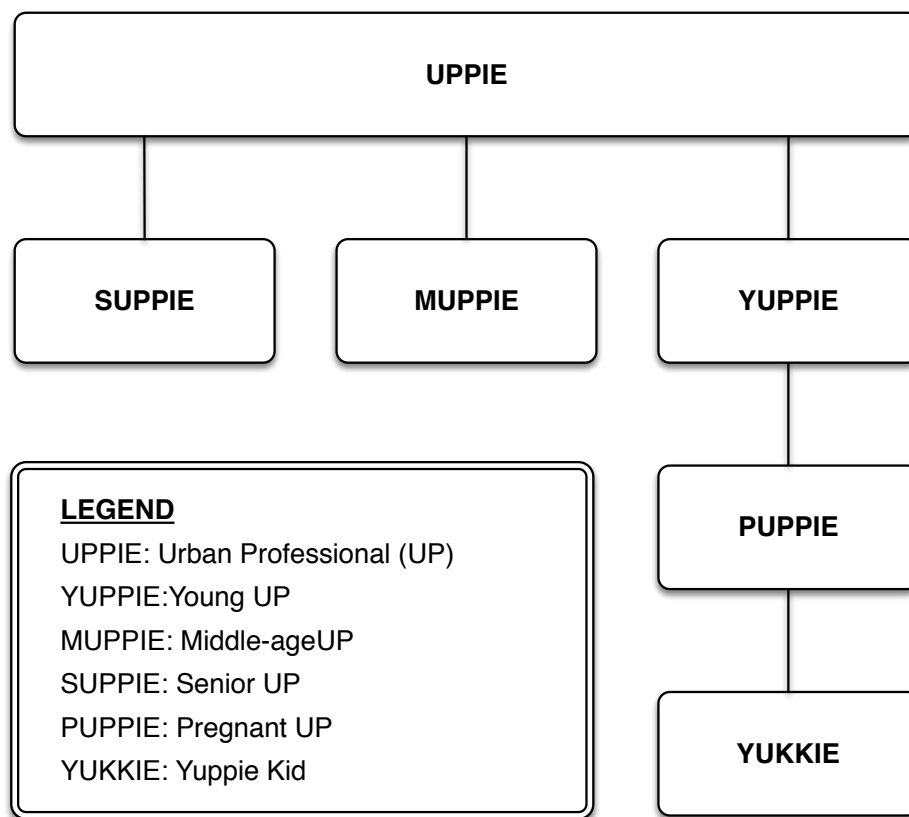 UPPIE
SUPPIE
MUPPIE
YUPPIE
PUPPIE
YUKKIE
LEGEND
UPPIE: Urban Professional (UP)
YUPPIE:Young UP
MUPPIE: Middle-ageUP
SUPPIE: Senior UP
PUPPIE: Pregnant UP
YUKKIE: Yuppie Kid